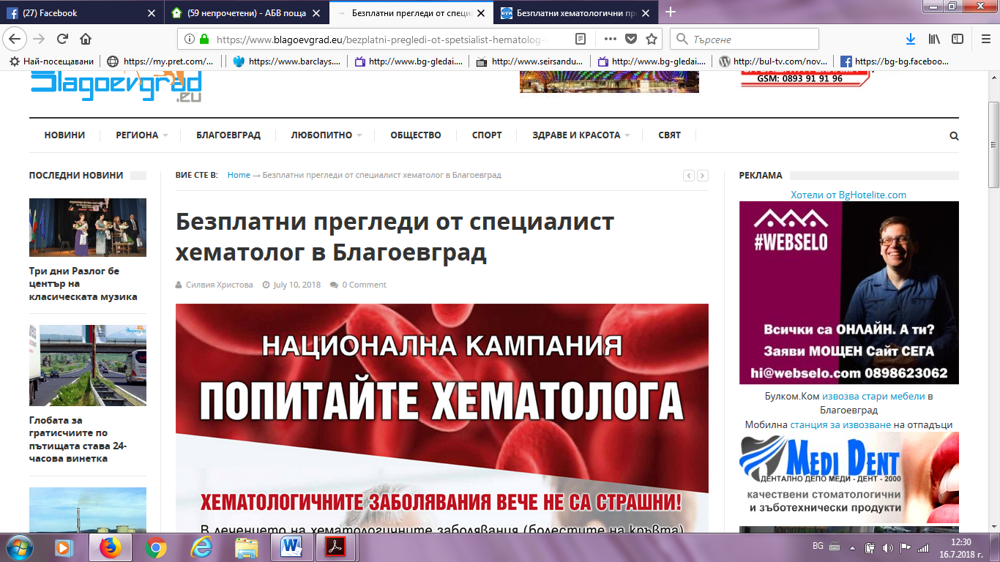 (27) Facebook
(59 непрочетени) - АБВ поща
Безплатни прегледи от специа
Безплатни хематологични пр
https://www.blagoevgrad.eu/bezplatni-pregledi-ot-spetsialist-hematolog-
Търсене
Най-посещавани
https://my.pret.com/...
https://www.barclays....
http://www.bg-gledai....
http://www.seirsandu...
http://www.bg-gledai....
http://bul-tv.com/nov...
https://bg-bg.faceboo...
Blagoevgrad
.eu
GSM: 0893 91 91 96
НОВИНИ
РЕГИОНА
БЛАГОЕВГРАД
ЛЮБОПИТНО
ОБЩЕСТВО
СПОРТ
ЗДРАВЕ И КРАСОТА
СВЯТ
ПОСЛЕДНИ НОВИНИ
Три дни Разлог бе
център на
класическата музика
Глобата за
гратисчиите по
пътищата става 24-
часова винетка
ВИЕ СТЕ В: Home → Безплатни прегледи от специалист хематолог в Благоевград
Безплатни прегледи от специалист
хематолог в Благоевград
Силвия Христова July 10, 2018 0 Comment
НАЦИОНАЛНА КАМПАНИЯ
ПОПИТАЙТЕ ХЕМАТОЛОГА
ХЕМАТОЛОГИЧНИТЕ ЗАБОЛЯВАНИЯ ВЕЧЕ НЕ СА СТРАШНИ!
В лечението на хематологичните заболявания (болестите на кръвта)
РЕКЛАМА
Хотели от BgHotelite.com
#WEBSELO
Всички са ОНЛАЙН. А ти?
Заяви МОЩЕН Сайт СЕГА
hi@webselo.com 0898623062
Булком.Ком извозва стари мебели в
Благоевград
Мобилна станция за извозване на отпадъци
MEDI DENT
ДЕНТАЛНО ДЕПО МЕДИ - ДЕНТ - 2000
качествени стоматологични
и зъботехнически продукти
BG
12:30
16.7.2018 г.